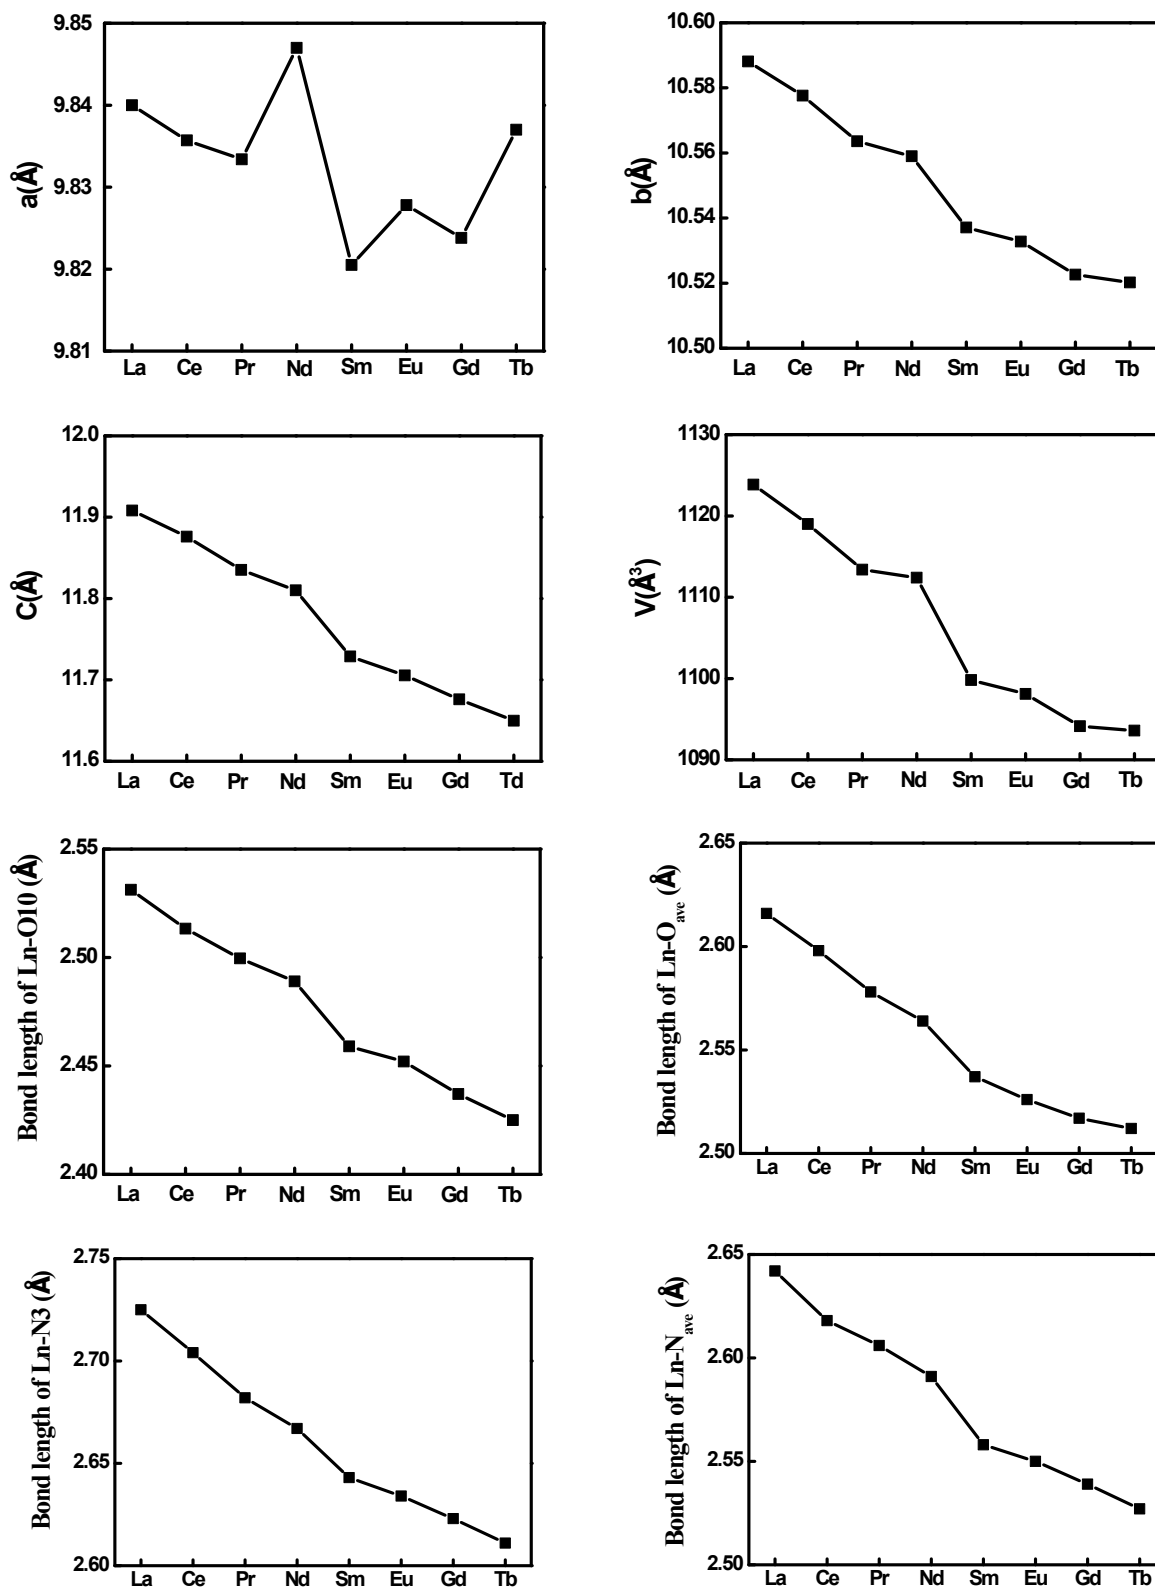 a(Å)
9.85
9.84
9.83
9.82
9.81
La Ce Pr Nd Sm Eu Gd Tb
b(Å)
10.60
10.58
10.56
10.54
10.52
10.50
La Ce Pr Nd Sm Eu Gd Tb
C(Å)
12.0
11.9
11.8
11.7
11.6
La Ce Pr Nd Sm Eu Gd Td
V(Å³)
1130
1120
1110
1100
1090
La Ce Pr Nd Sm Eu Gd Tb
Bond length of Ln-O10 (Å)
2.55
2.50
2.45
2.40
La Ce Pr Nd Sm Eu Gd Tb
Bond length of Ln-O_ave (Å)
2.65
2.60
2.55
2.50
La Ce Pr Nd Sm Eu Gd Tb
Bond length of Ln-N3 (Å)
2.75
2.70
2.65
2.60
La Ce Pr Nd Sm Eu Gd Tb
Bond length of Ln-N_ave (Å)
2.65
2.60
2.55
2.50
La Ce Pr Nd Sm Eu Gd Tb